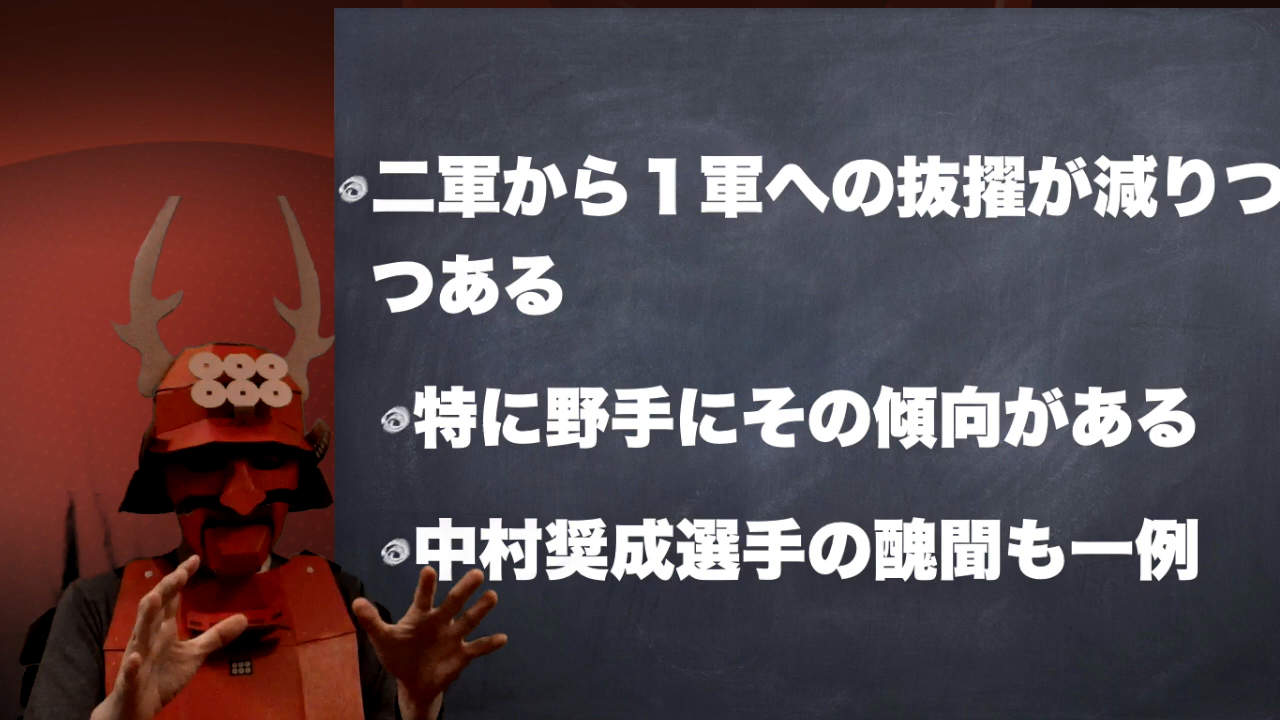 二軍から１軍への抜擢が減りつ
つある
特に野手にその傾向がある
中村奨成選手の醜聞も一例